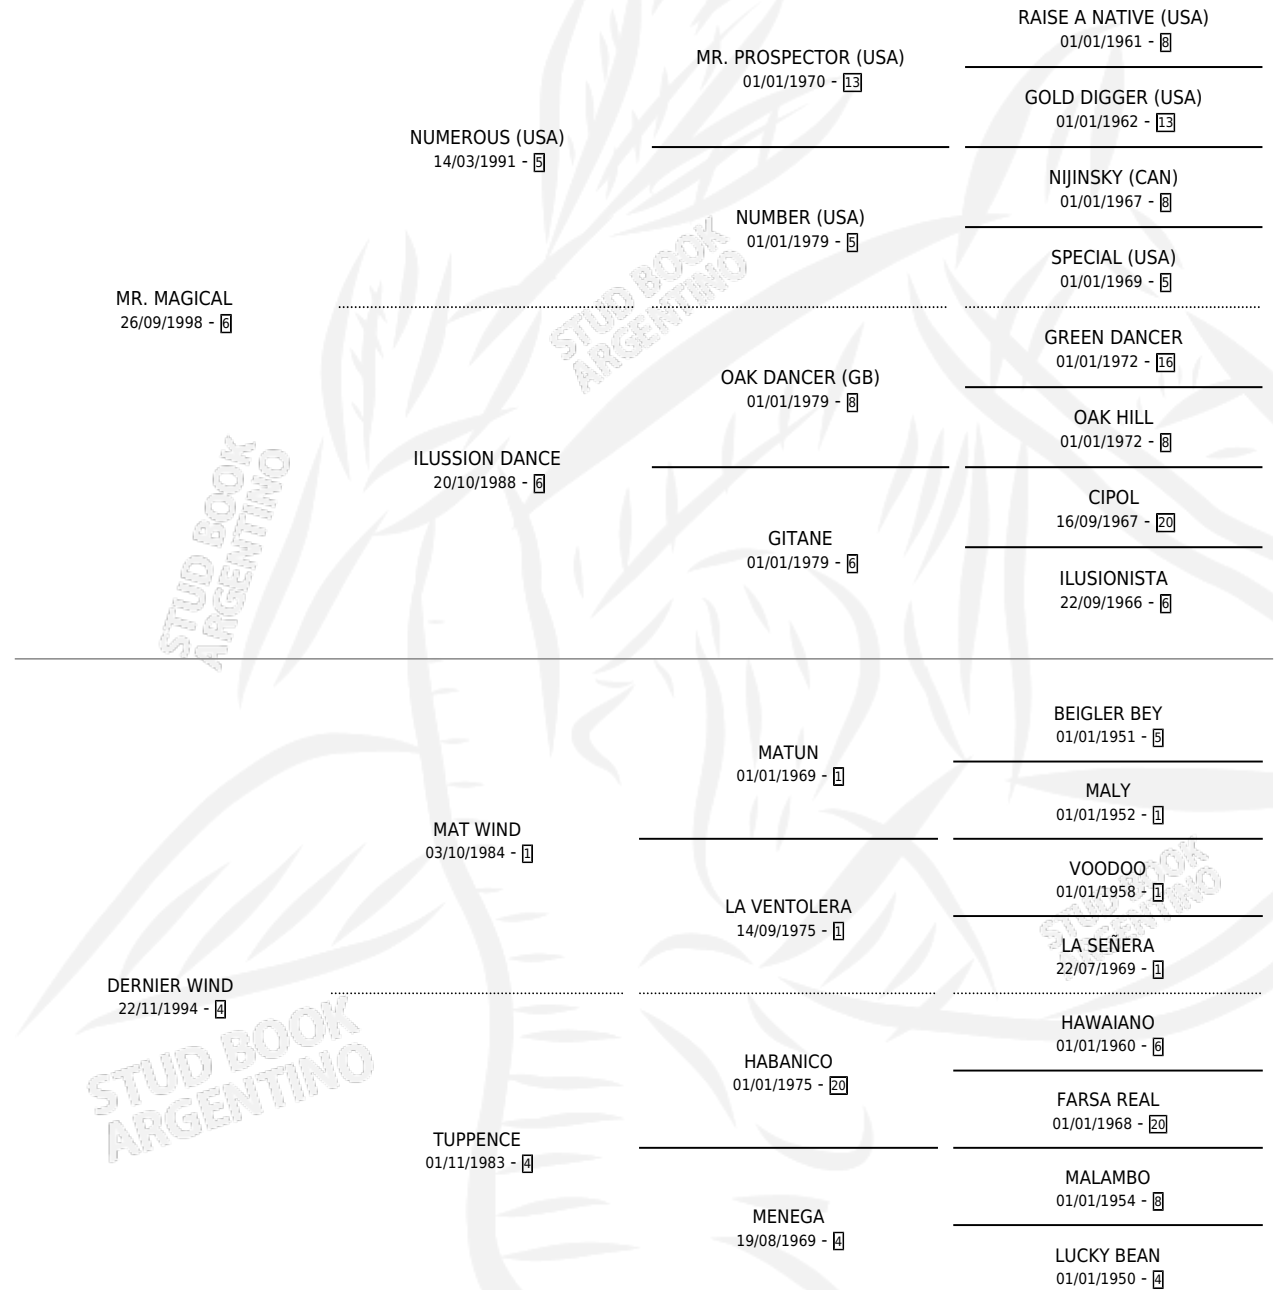 RAISE A NATIVE (USA)
01/01/1961 - 8
MR. PROSPECTOR (USA)
01/01/1970 - 13
GOLD DIGGER (USA)
01/01/1962 - 13
NUMEROUS (USA)
14/03/1991 - 5
NIJINSKY (CAN)
01/01/1967 - 8
NUMBER (USA)
01/01/1979 - 5
SPECIAL (USA)
01/01/1969 - 5
STUD BOOK
ARGENTINO
MR. MAGICAL
26/09/1998 - 6
GREEN DANCER
01/01/1972 - 16
OAK DANCER (GB)
01/01/1979 - 8
OAK HILL
01/01/1972 - 8
ILUSSION DANCE
20/10/1988 - 6
CIPOL
16/09/1967 - 20
GITANE
01/01/1979 - 6
ILUSIONISTA
22/09/1966 - 6
STUD BOOK
ARGENTINO
BEIGLER BEY
01/01/1951 - 5
MATUN
01/01/1969 - 1
MALY
01/01/1952 - 1
MAT WIND
03/10/1984 - 1
VOODOO
01/01/1958 - 1
LA VENTOLERA
14/09/1975 - 1
LA SEÑERA
22/07/1969 - 1
STUD BOOK
ARGENTINO
DERNIER WIND
22/11/1994 - 4
HAWAIANO
01/01/1960 - 6
HABANICO
01/01/1975 - 20
FARSA REAL
01/01/1968 - 20
STUD BOOK
ARGENTINO
TUPPENCE
01/11/1983 - 4
MALAMBO
01/01/1954 - 8
MENEGA
19/08/1969 - 4
LUCKY BEAN
01/01/1950 - 4